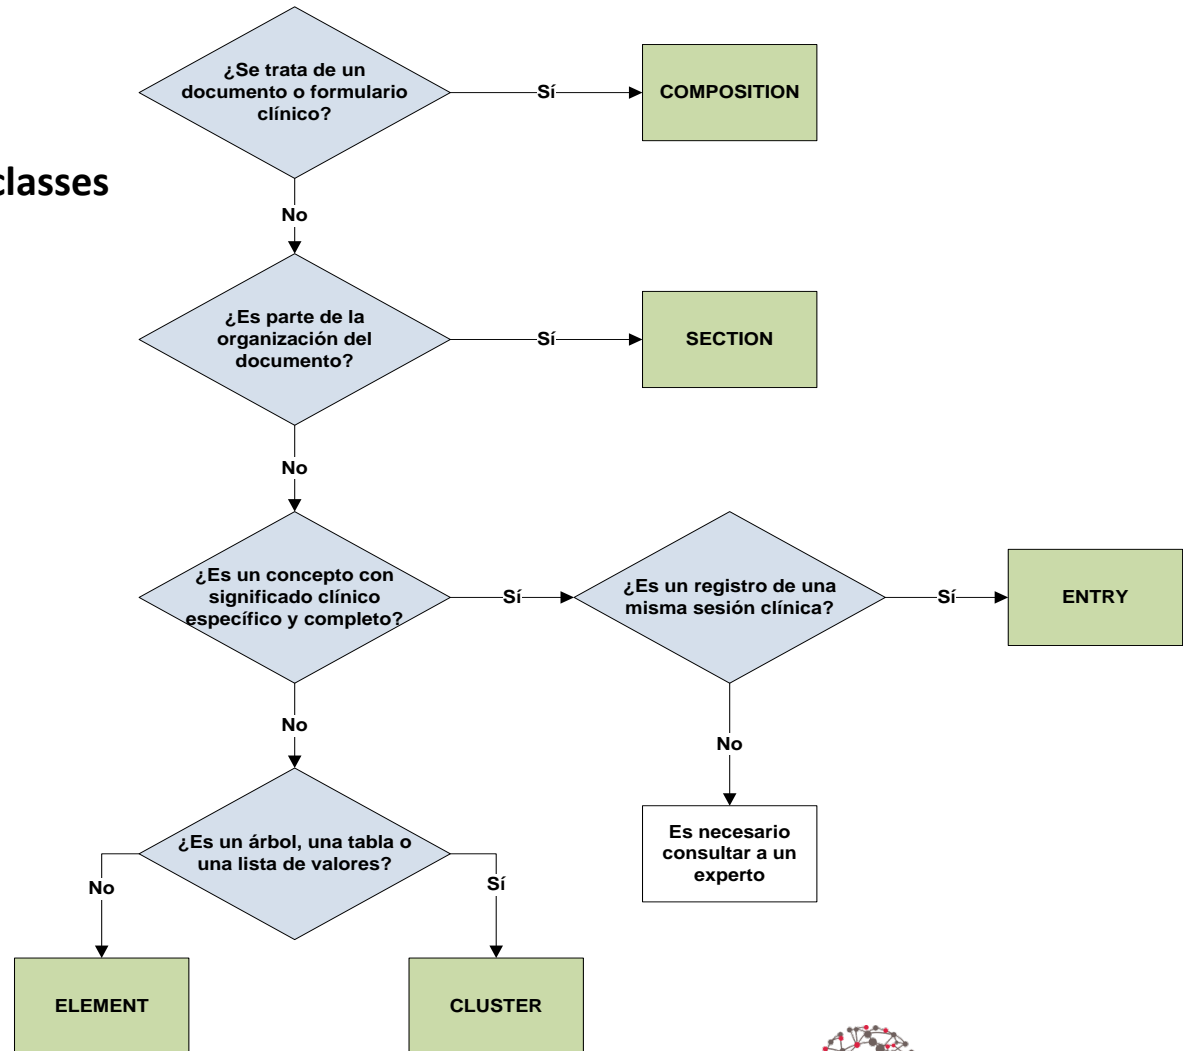 ¿Se trata de un
documento o formulario
clínico?
Sí
COMPOSITION
classes
No
¿Es parte de la
organización del
documento?
Sí
SECTION
No
¿Es un concepto con
significado clínico
específico y completo?
Sí
¿Es un registro de una
misma sesión clínica?
Sí
ENTRY
No
No
¿Es un árbol, una tabla o
una lista de valores?
Es necesario
consultar a un
experto
No
Sí
ELEMENT
CLUSTER